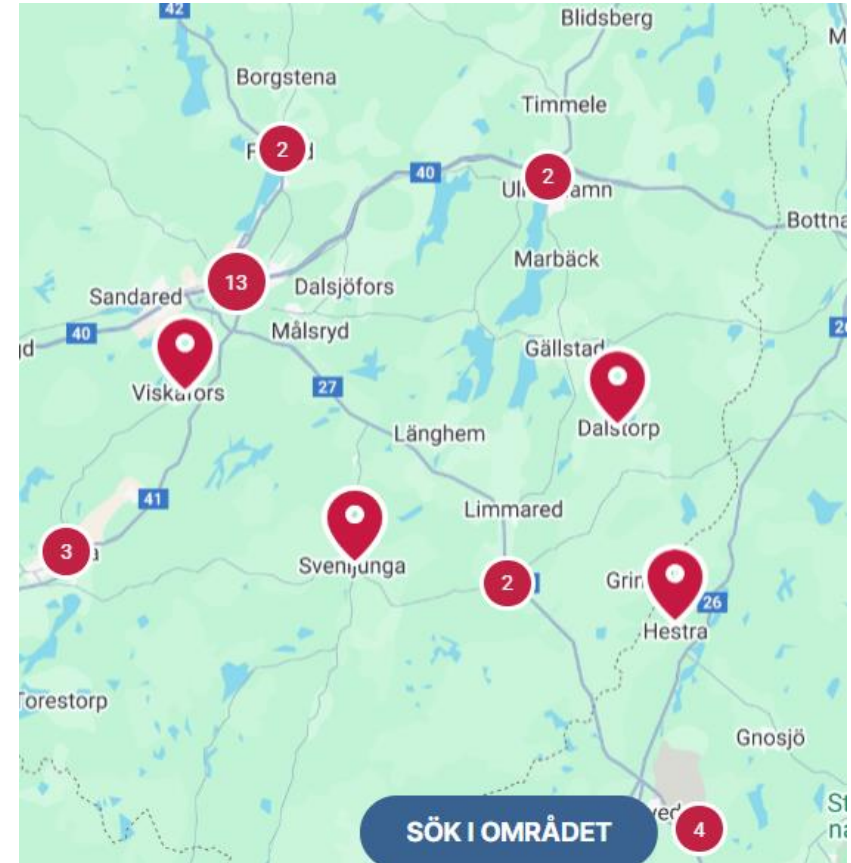 42
Blidsberg
Borgstena
Timmele
2
40
2
Bottna
Marbäck
13
Dalsjöfors
Sandared
40
Målsryd
Gällstad
27
Viskafors
Dalstorp
Länghem
41
Limmared
3
Svenljunga
2
26
Hestra
Torestorp
Gnosjö
SÖK I OMRÅDET
4